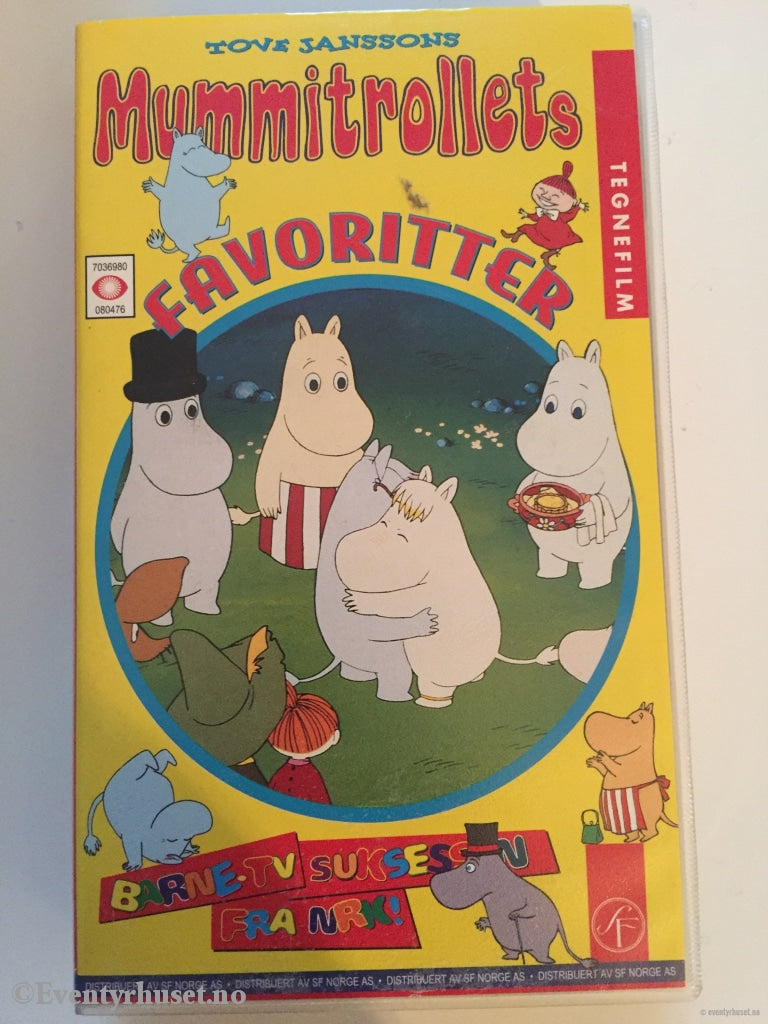 TOVE JANSSONS
Mummitrollets
FAVORITTER
TEGNEFILM
7036980
080476
BARNE-TV SUKSESSEN
FRA NRK!
SF
DISTRIBUERT AV SF NORGE AS • DISTRIBUERT AV SF NORGE AS • DISTRIBUERT AV SF NORGE AS • DISTRIBUERT AV SF NORGE AS
©Eventyrhuset.no
© eventyrhuset.no